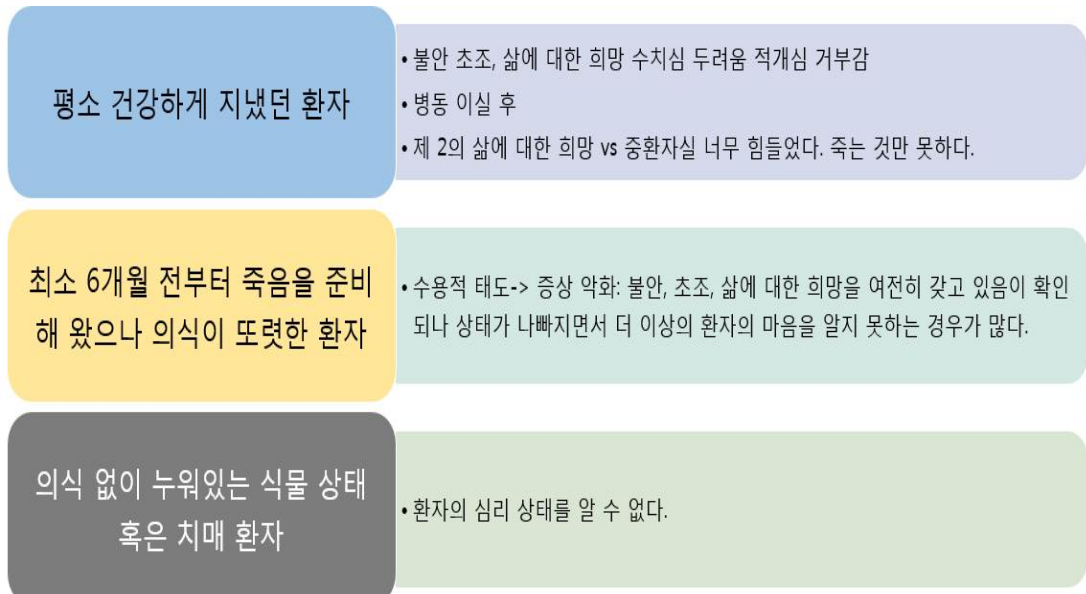 평소 건강하게 지냈던 환자
• 불안 초조, 삶에 대한 희망 수치심 두려움 적개심 거부감
• 병동 이실 후
• 제 2의 삶에 대한 희망 vs 중환자실 너무 힘들었다. 죽는 것만 못하다.
최소 6개월 전부터 죽음을 준비
해 왔으나 의식이 또렷한 환자
• 수용적 태도-> 증상 악화: 불안, 초조, 삶에 대한 희망을 여전히 갖고 있음이 확인
되나 상태가 나빠지면서 더 이상의 환자의 마음을 알지 못하는 경우가 많다.
의식 없이 누워있는 식물 상태
혹은 치매 환자
• 환자의 심리 상태를 알 수 없다.